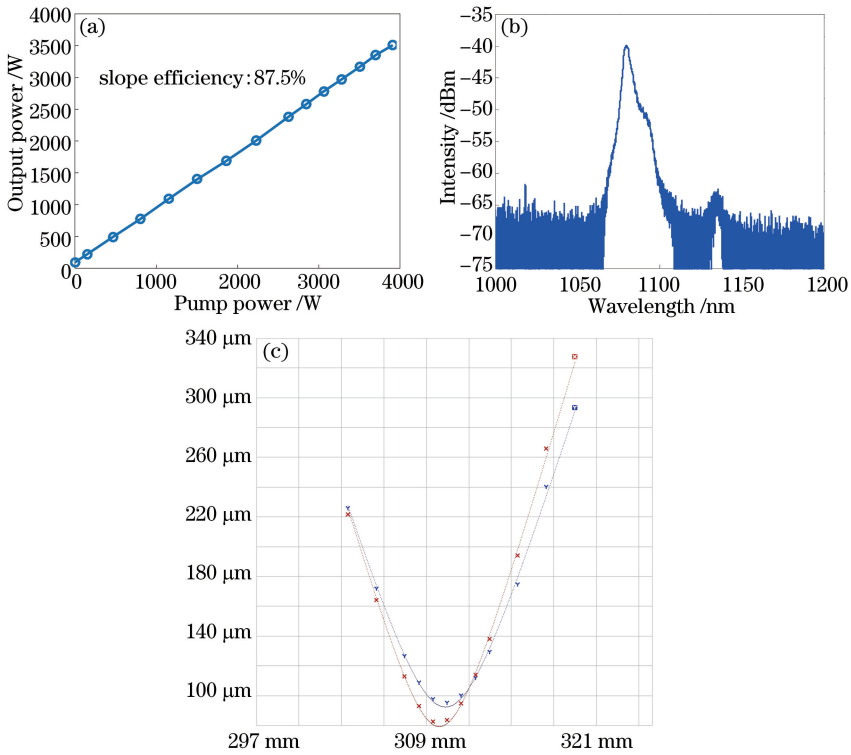 (a)
slope efficiency: 87.5%
Output power /W
4000
3500
3000
2500
2000
1500
1000
500
0
0
1000
2000
3000
4000
Pump power /W
(b)
Intensity /dBm
−35
−40
−45
−50
−55
−60
−65
−70
−75
1000
1050
1100
1150
1200
Wavelength /nm
(c)
340 μm
300 μm
260 μm
220 μm
180 μm
140 μm
100 μm
297 mm
309 mm
321 mm